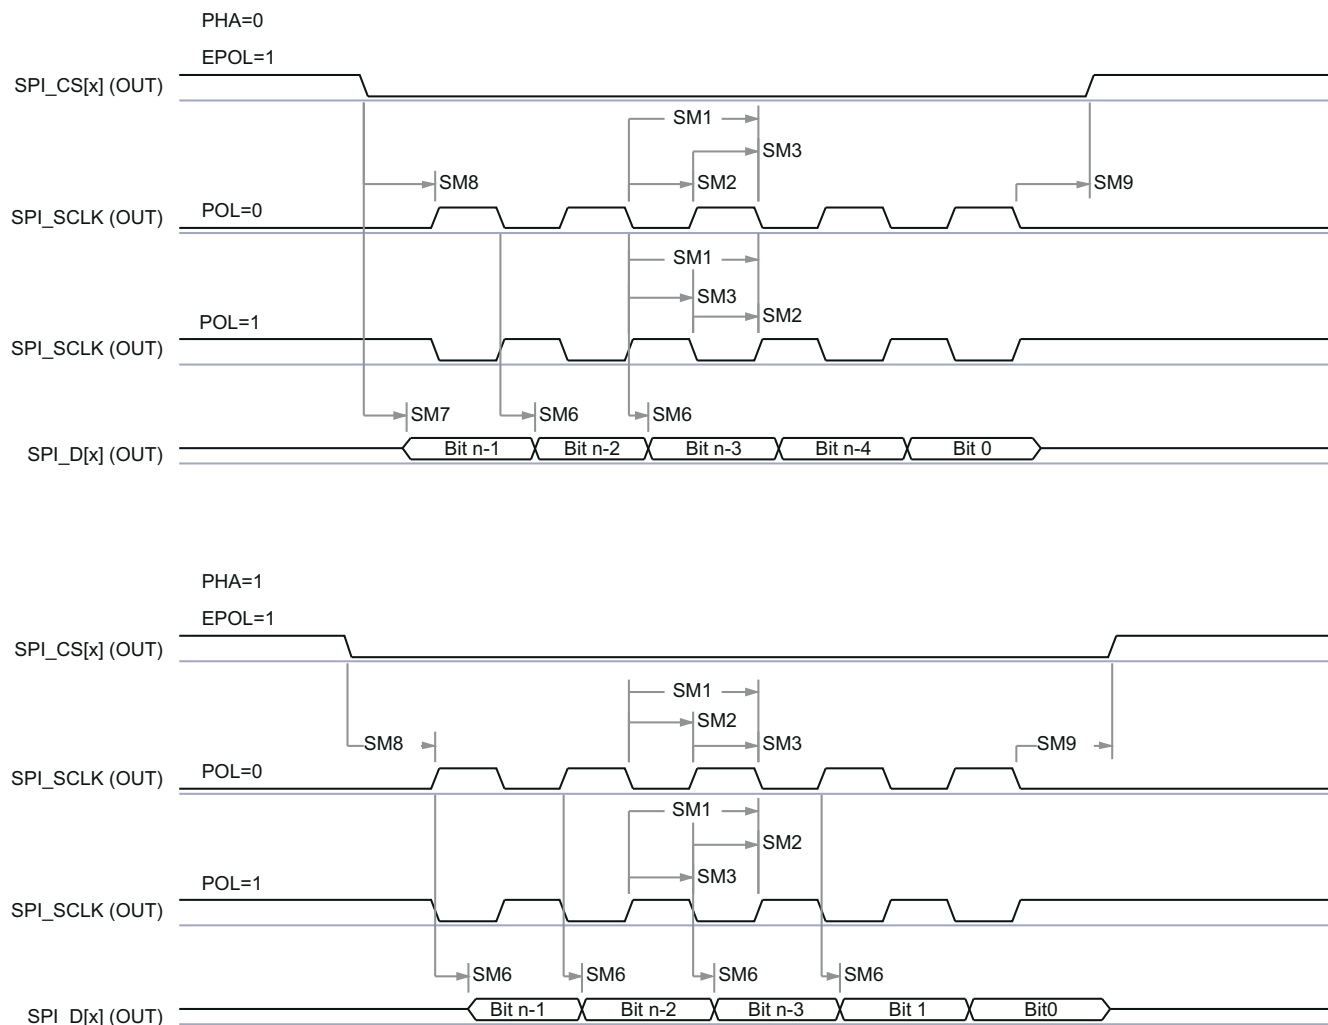 PHA=0
EPOL=1
SPI_CS[x] (OUT)
SM1
SM3
SM8
SM2
SM9
SPI_SCLK (OUT)
POL=0
SM1
SM3
SM2
POL=1
SPI_SCLK (OUT)
SM7
SM6
SM6
SPI_D[x] (OUT)
Bit n-1
Bit n-2
Bit n-3
Bit n-4
Bit 0
PHA=1
EPOL=1
SPI_CS[x] (OUT)
SM1
SM2
SM8
SM3
SM9
SPI_SCLK (OUT)
POL=0
SM1
SM2
SM3
POL=1
SPI_SCLK (OUT)
SM6
SM6
SM6
SM6
SPI_D[x] (OUT)
Bit n-1
Bit n-2
Bit n-3
Bit 1
Bit0